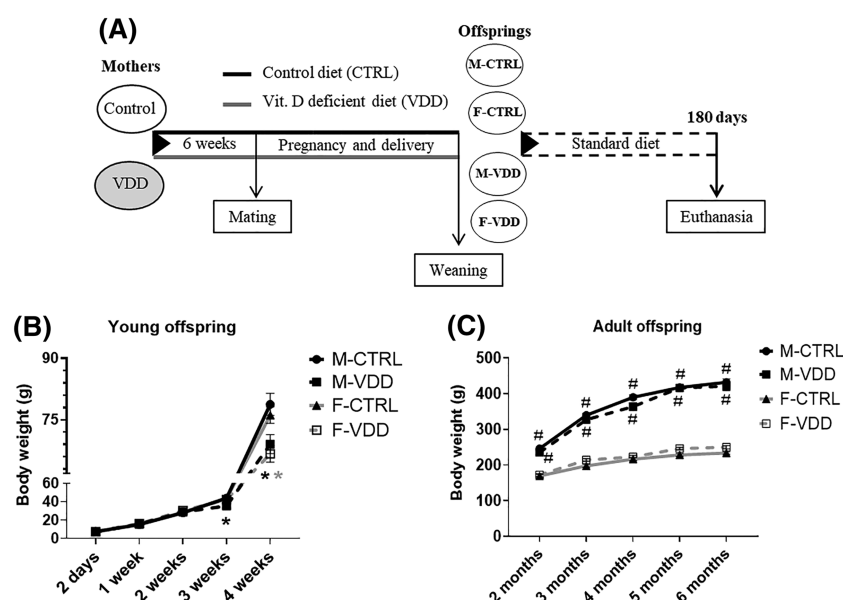 (A)
Mothers
Control
VDD
Control diet (CTRL)
Vit. D deficient diet (VDD)
6 weeks
Pregnancy and delivery
Mating
Weaning
Offsprings
M-CTRL
F-CTRL
M-VDD
F-VDD
180 days
Standard diet
Euthanasia
(B)
Young offspring
Body weight (g)
90
75
60
40
20
0
2 days
1 week
2 weeks
3 weeks
4 weeks
*
* *
M-CTRL
M-VDD
F-CTRL
F-VDD
(C)
Adult offspring
Body weight (g)
500
400
300
200
100
0
2 months
3 months
4 months
5 months
6 months
# # # # #
# # # # #
M-CTRL
M-VDD
F-CTRL
F-VDD